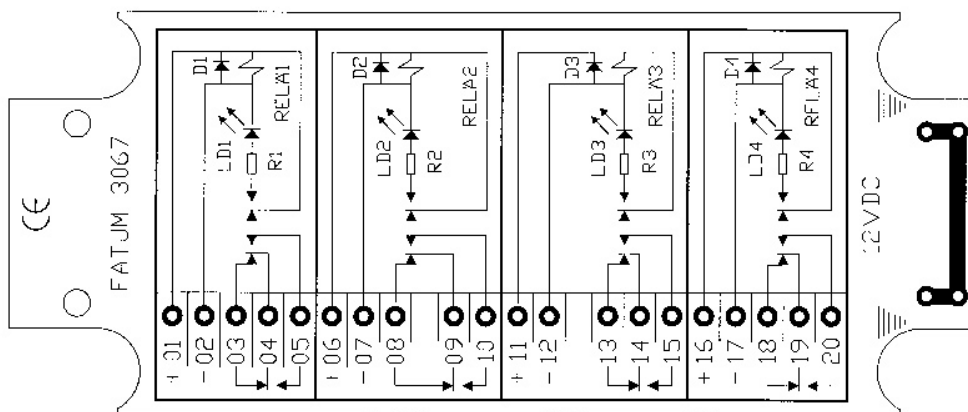 CE
FATJM 3067
D1
RELA1
LD1
R1
D2
RELA2
LD2
R2
D3
RELA3
LD3
R3
D4
RELA4
LD4
R4
12VDC
+ 01
- 02
03
04
05
+ 06
- 07
08
09
10
+ 11
- 12
13
14
15
+ 16
- 17
18
19
20